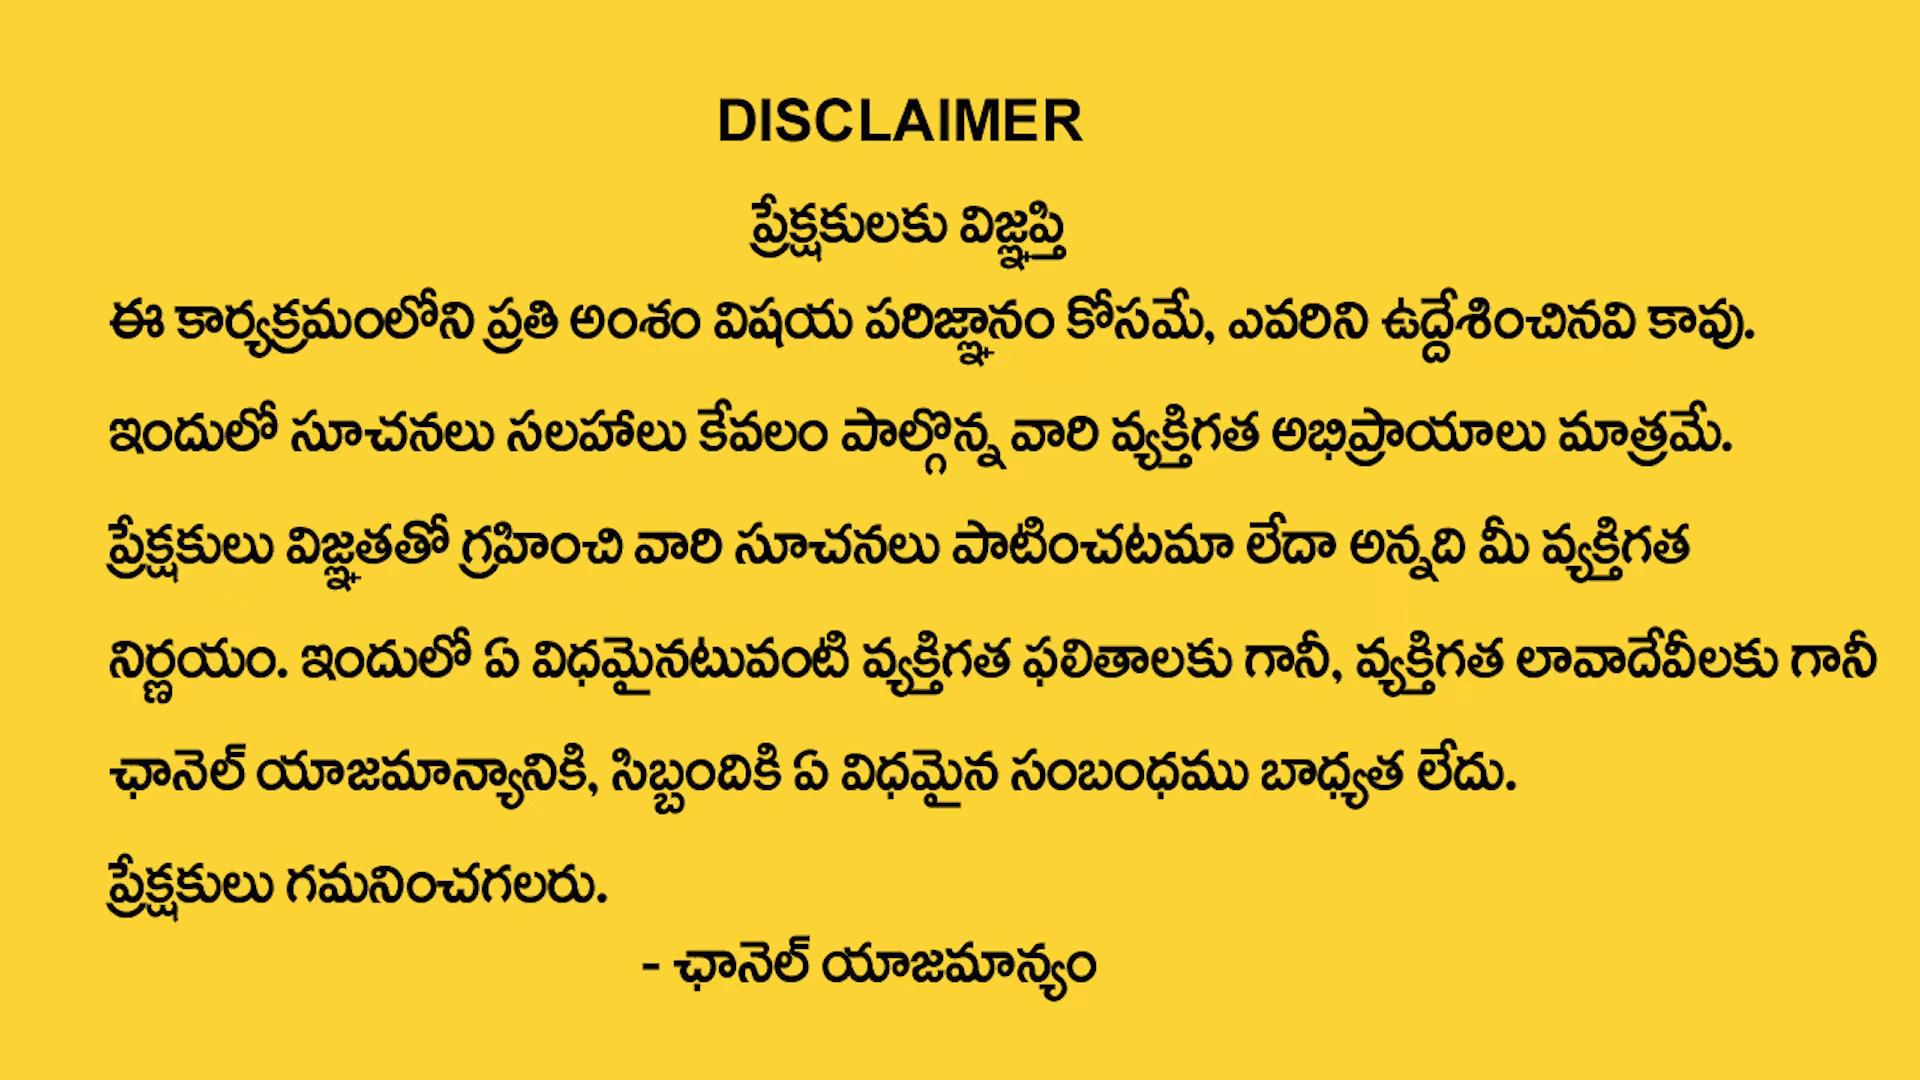 DISCLAIMER
ప్రేక్షకులకు విజ్ఞప్తి
ఈ కార్యక్రమంలోని ప్రతి అంశం విషయ పరిజ్ఞానం కోసమే, ఎవరిని ఉద్దేశించినవి కావు.
ఇందులో సూచనలు సలహాలు కేవలం పాల్గొన్న వారి వ్యక్తిగత అభిప్రాయాలు మాత్రమే.
ప్రేక్షకులు విజ్ఞతతో గ్రహించి వారి సూచనలు పాటించటమా లేదా అన్నది మీ వ్యక్తిగత
నిర్ణయం. ఇందులో ఏ విధమైనటువంటి వ్యక్తిగత ఫలితాలకు గానీ, వ్యక్తిగత లావాదేవీలకు గానీ
ఛానెల్ యాజమాన్యానికి, సిబ్బందికి ఏ విధమైన సంబంధము బాధ్యత లేదు.
ప్రేక్షకులు గమనించగలరు.
- ఛానెల్ యాజమాన్యం